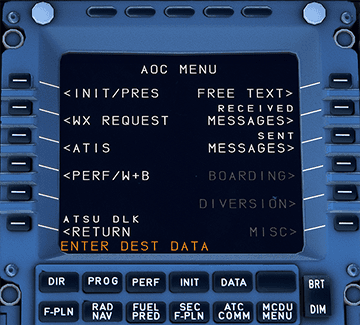 AOC MENU
<INIT/PRES FREE TEXT>
RECEIVED
<WX REQUEST MESSAGES>
SENT
<ATIS MESSAGES>
<PERF/W+B BOARDING>
DIVERSION>
ATSU DLK
<RETURN MISC>
ENTER DEST DATA
DIR PROG PERF INIT DATA BRT
F-PLN RAD NAV FUEL PRED SEC F-PLN ATC COMM MCDU MENU DIM